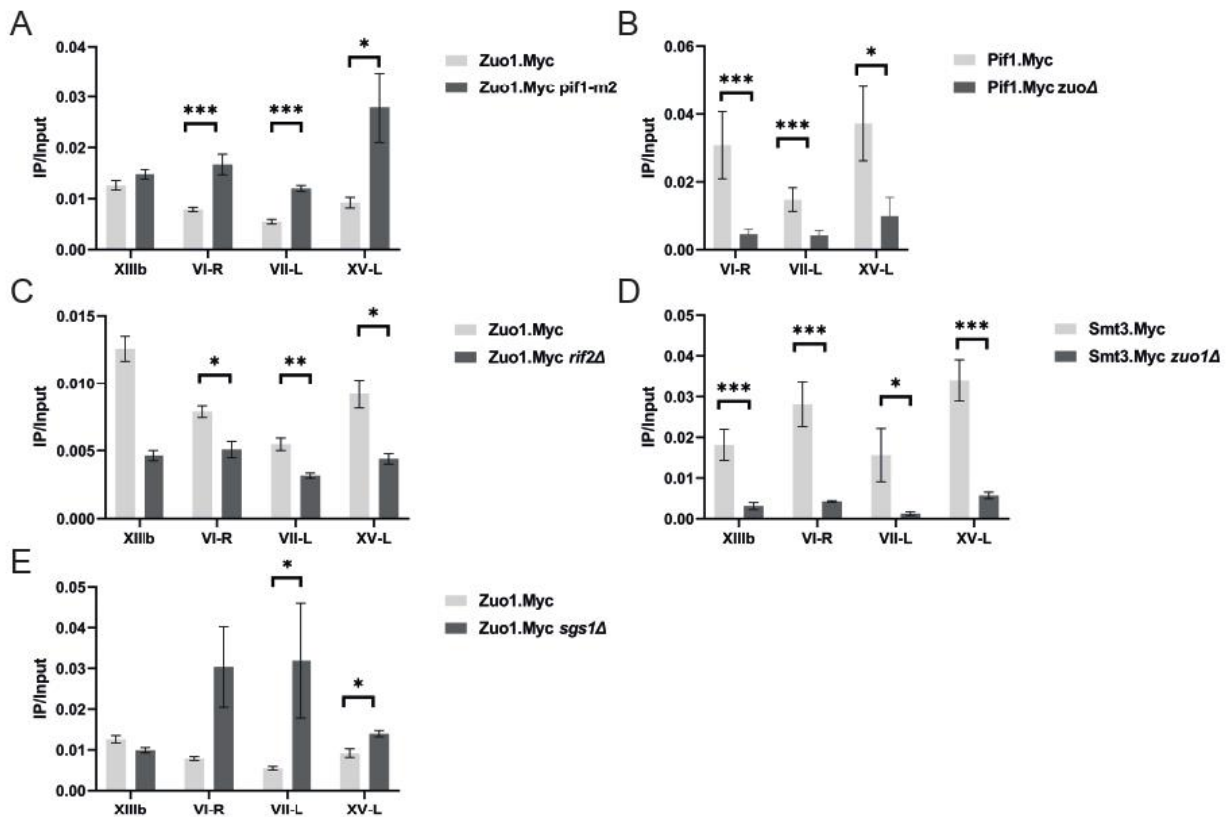 A
IP/Input
0.04
0.03
0.02
0.01
0.00
***
***
*
XIIIb VI-R VII-L XV-L
Zuo1.Myc
Zuo1.Myc pif1-m2
B
IP/Input
0.06
0.04
0.02
0.00
***
***
*
VI-R VII-L XV-L
Pif1.Myc
Pif1.Myc zuoΔ
C
IP/Input
0.015
0.010
0.005
0.000
*
**
*
XIIIb VI-R VII-L XV-L
Zuo1.Myc
Zuo1.Myc rif2Δ
D
IP/Input
0.05
0.04
0.03
0.02
0.01
0.00
***
***
*
***
XIIIb VI-R VII-L XV-L
Smt3.Myc
Smt3.Myc zuo1Δ
E
IP/Input
0.05
0.04
0.03
0.02
0.01
0.00
*
*
XIIIb VI-R VII-L XV-L
Zuo1.Myc
Zuo1.Myc sgs1Δ